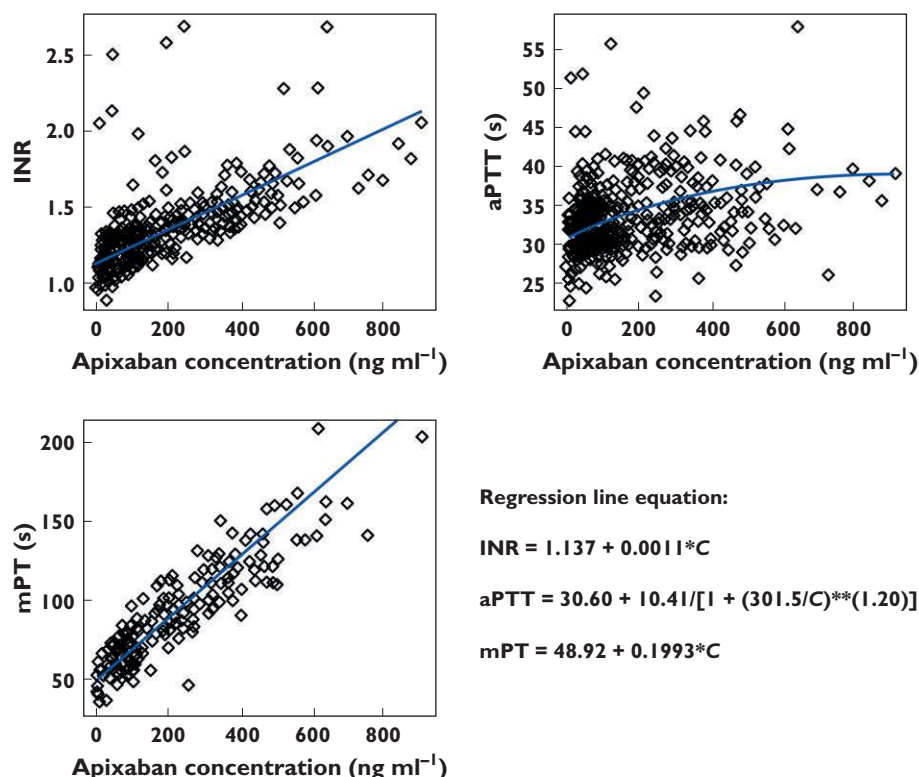 INR
2.5
2.0
1.5
1.0
0 200 400 600 800
Apixaban concentration (ng ml⁻¹)
aPTT (s)
55
50
45
40
35
30
25
0 200 400 600 800
Apixaban concentration (ng ml⁻¹)
mPT (s)
200
150
100
50
0 200 400 600 800
Apixaban concentration (ng ml⁻¹)
Regression line equation:
INR = 1.137 + 0.0011*C
aPTT = 30.60 + 10.41/[1 + (301.5/C)**(1.20)]
mPT = 48.92 + 0.1993*C